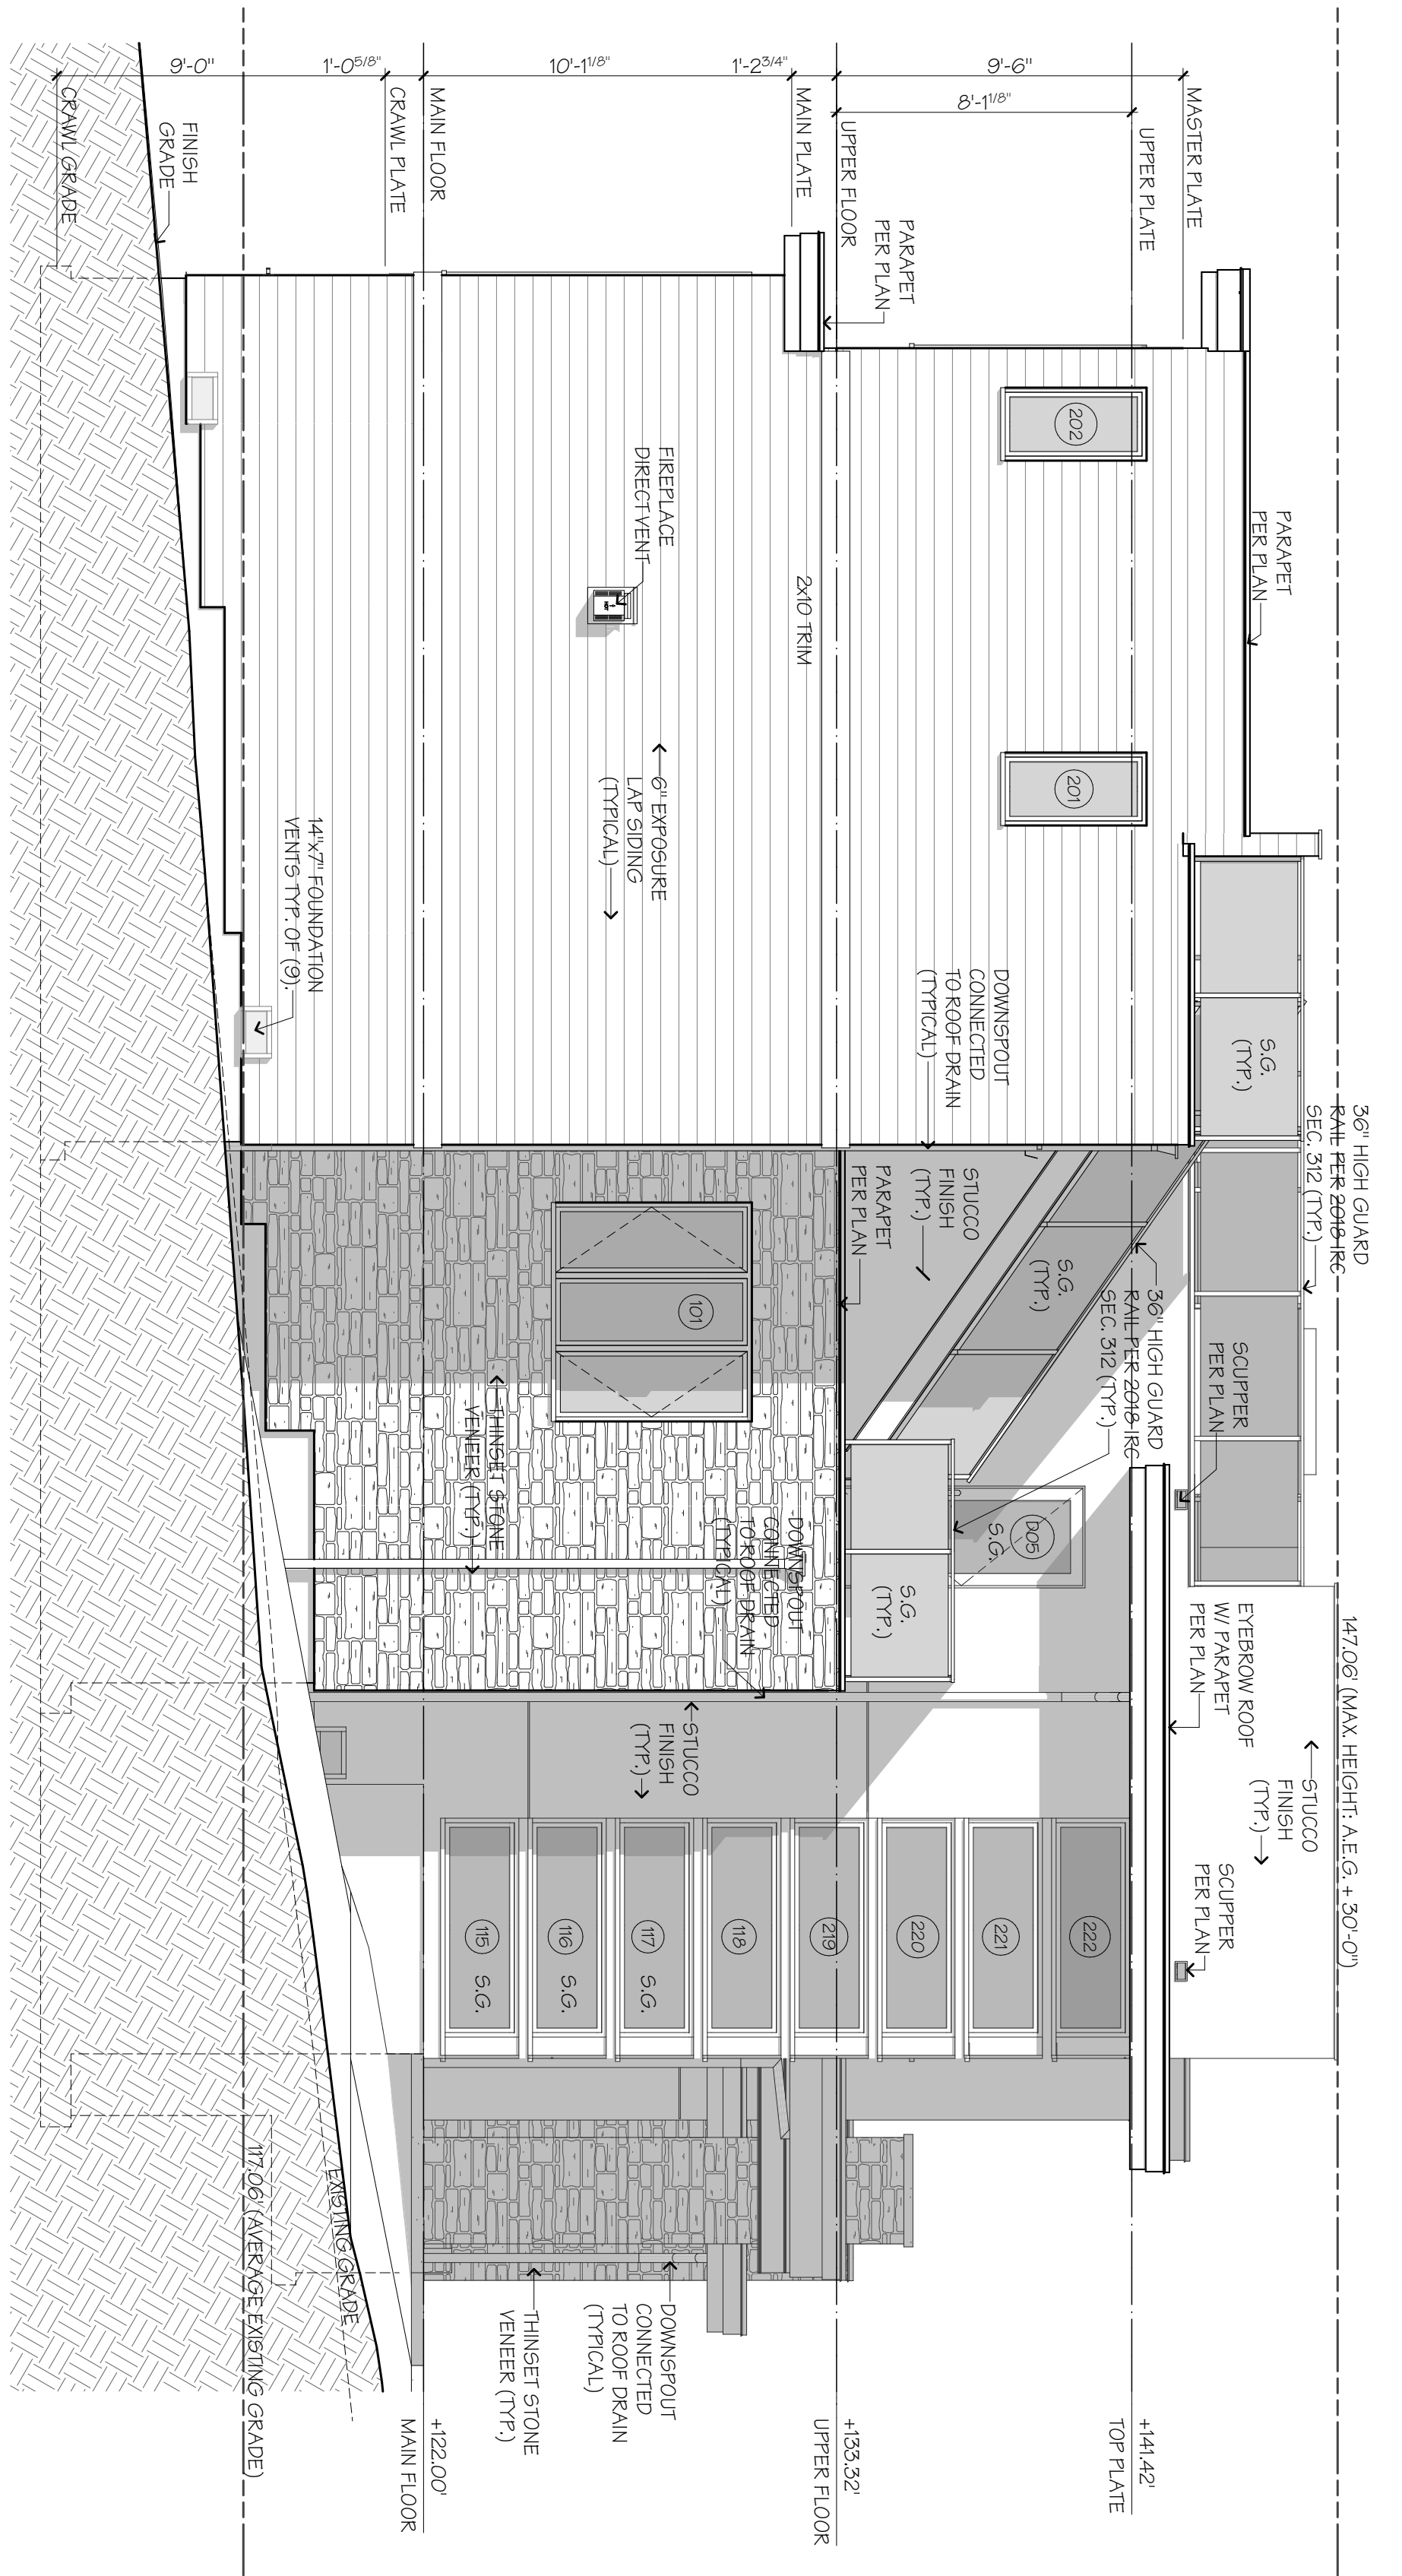 147.06' (MAX. HEIGHT: A.E.G. + 30'-0")
36" HIGH GUARD
RAIL PER 2018 IRC
SEC. 312 (TYP.)
PARAPET
PER PLAN
S.G.
(TYP.)
SCUPPER
PER PLAN
EYEBROW ROOF
W/ PARAPET
PER PLAN
STUCCO
FINISH
(TYP.)
SCUPPER
PER PLAN
MASTER PLATE
UPPER PLATE
9'-6"
8'-1 1/8"
202
201
36" HIGH GUARD
RAIL PER 2018 IRC
SEC. 312 (TYP.)
S.G.
(TYP.)
D05
S.G.
+141.42'
TOP PLATE
222
221
220
219
118
117
S.G.
116
S.G.
115
S.G.
DOWNSPOUT
CONNECTED
TO ROOF DRAIN
(TYPICAL)
STUCCO
FINISH
(TYP.)
PARAPET
PER PLAN
S.G.
(TYP.)
PARAPET
PER PLAN
UPPER FLOOR
+133.32'
UPPER FLOOR
MAIN PLATE
1'-2 3/4"
2x10 TRIM
DOWNSPOUT
CONNECTED
TO ROOF DRAIN
(TYPICAL)
101
10'-1 1/8"
FIREPLACE
DIRECT VENT
6" EXPOSURE
LAP SIDING
(TYPICAL)
STUCCO
FINISH
(TYP.)
DOWNSPOUT
CONNECTED
TO ROOF DRAIN
(TYPICAL)
THINSET STONE
VENEER (TYP.)
THINSET STONE
VENEER (TYP.)
MAIN FLOOR
+122.00'
MAIN FLOOR
CRAWL PLATE
1'-0 5/8"
14"x7" FOUNDATION
VENTS TYP. OF (9).
9'-0"
FINISH
GRADE
EXISTING GRADE
117.06' (AVERAGE EXISTING GRADE)
CRAWL GRADE